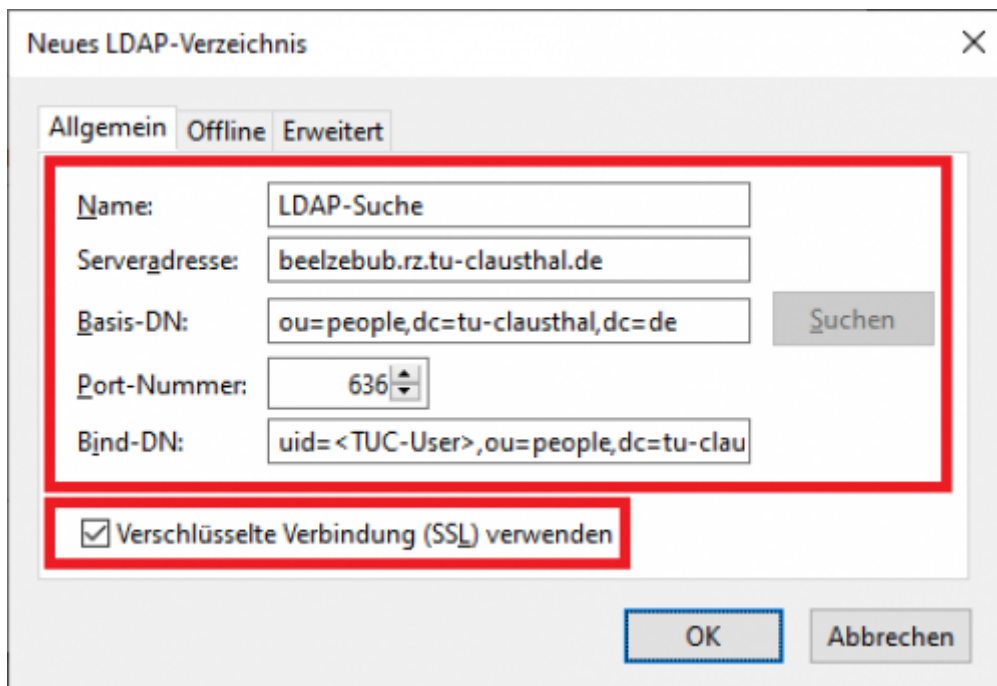 Neues LDAP-Verzeichnis
Allgemein Offline Erweitert
Name: LDAP-Suche
Serveradresse: beelzebub.rz.tu-clausthal.de
Basis-DN: ou=people,dc=tu-clausthal,dc=de Suchen
Port-Nummer: 636
Bind-DN: uid=<TUC-User>,ou=people,dc=tu-clau
Verschlüsselte Verbindung (SSL) verwenden
OK Abbrechen